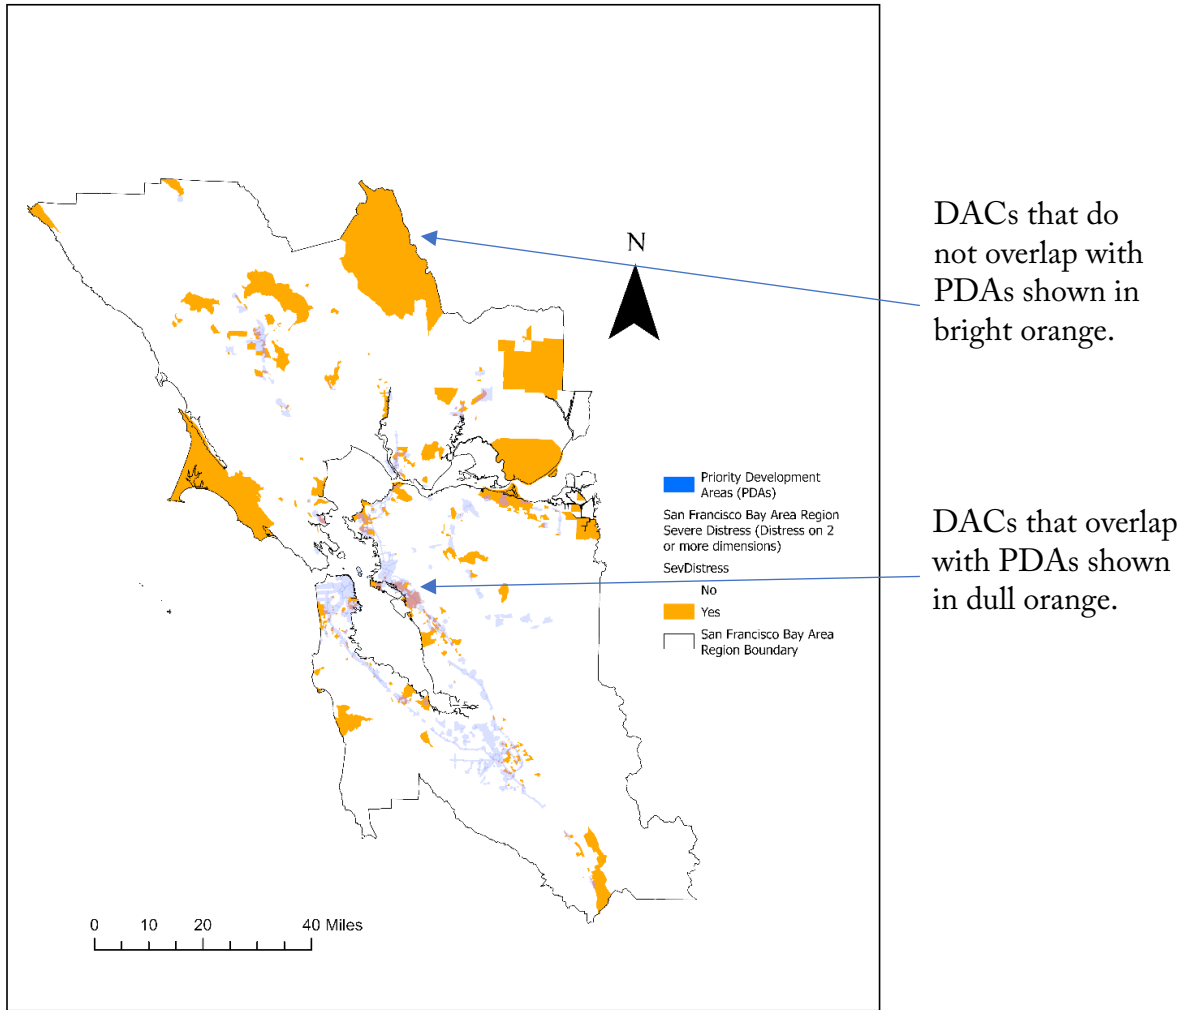 N
DACs that do
not overlap with
PDAs shown in
bright orange.
Priority Development
Areas (PDAs)
San Francisco Bay Area Region
Severe Distress (Distress on 2
or more dimensions)
SevDistress
No
Yes
San Francisco Bay Area
Region Boundary
DACs that overlap
with PDAs shown
in dull orange.
0 10 20 40 Miles